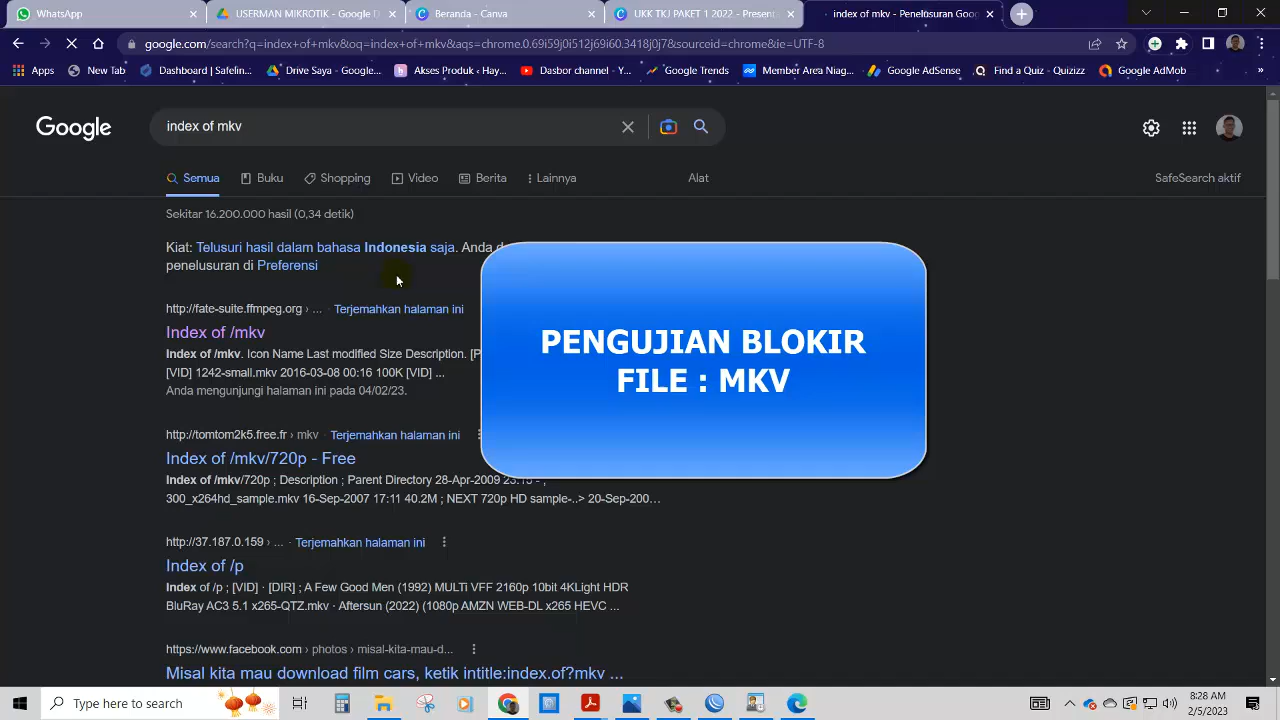 WhatsApp
USERMAN MIKROTIK - Google D
Beranda - Canva
UKK TKJ PAKET 1 2022 - Present
index of mkv - Penelusuran Goog
google.com/search?q=index+of+mkv&oq=index+of+mkv&aqs=chrome.0.69i59j0i512j69i60.3418j0j7&sourceid=chrome&ie=UTF-8
Apps
New Tab
Dashboard | Safelin...
Drive Saya - Google...
Akses Produk < Hay...
Dasbor channel - Y...
Google Trends
Member Area Niag...
Google AdSense
Find a Quiz - Quizizz
Google AdMob
»
Google
index of mkv
Semua
Buku
Shopping
Video
Berita
Lainnya
Alat
SafeSearch aktif
Sekitar 16.200.000 hasil (0,34 detik)
Kiat: Telusuri hasil dalam bahasa Indonesia saja. Anda d
penelusuran di Preferensi
http://fate-suite.ffmpeg.org › ... · Terjemahkan halaman ini
Index of /mkv
Index of /mkv. Icon Name Last modified Size Description. [P
[VID] 1242-small.mkv 2016-03-08 00:16 100K [VID] ...
Anda mengunjungi halaman ini pada 04/02/23.
PENGUJIAN BLOKIR
FILE : MKV
http://tomtom2k5.free.fr › mkv · Terjemahkan halaman ini
Index of /mkv/720p - Free
Index of /mkv/720p ; Description ; Parent Directory 28-Apr-2009 23:15 - ;
300_x264hd_sample.mkv 16-Sep-2007 17:11 40.2M ; NEXT 720p HD sample-..> 20-Sep-200...
http://37.187.0.159 › ... · Terjemahkan halaman ini
Index of /p
Index of /p ; [VID] · [DIR] ; A Few Good Men (1992) MULTi VFF 2160p 10bit 4KLight HDR
BluRay AC3 5.1 x265-QTZ.mkv · Aftersun (2022) (1080p AMZN WEB-DL x265 HEVC ...
https://www.facebook.com › photos › misal-kita-mau-d...
Misal kita mau download film cars, ketik intitle:index.of?mkv ...
Type here to search
8:28 AM
2/5/2023